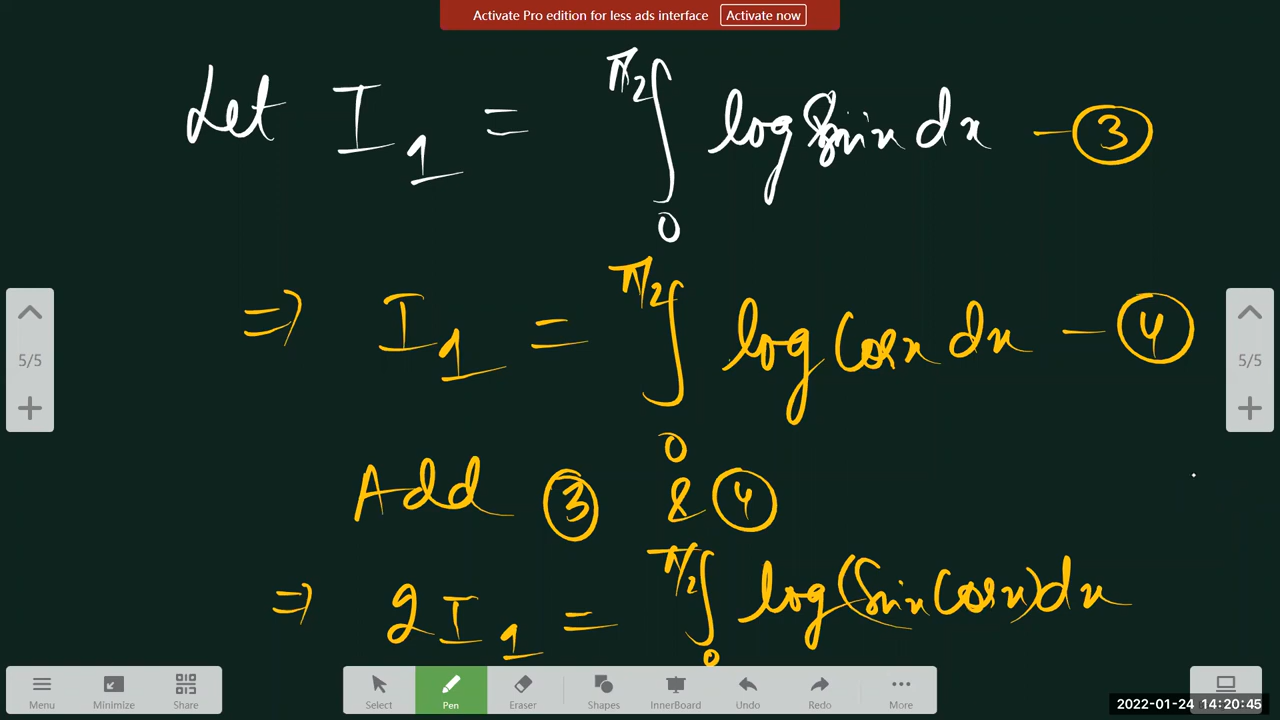 Activate Pro edition for less ads interface Activate now
Let I₁ = ∫₀^π/2 log sinx dx — ③
⇒ I₁ = ∫₀^π/2 log cosx dx — ④
5/5 5/5
Add ③ & ④
⇒ 2I₁ = ∫₀^π/2 log(sinx cosx)dx
Menu Minimize Share Select Pen Eraser Shapes InnerBoard Undo Redo More
2022-01-24 14:20:45